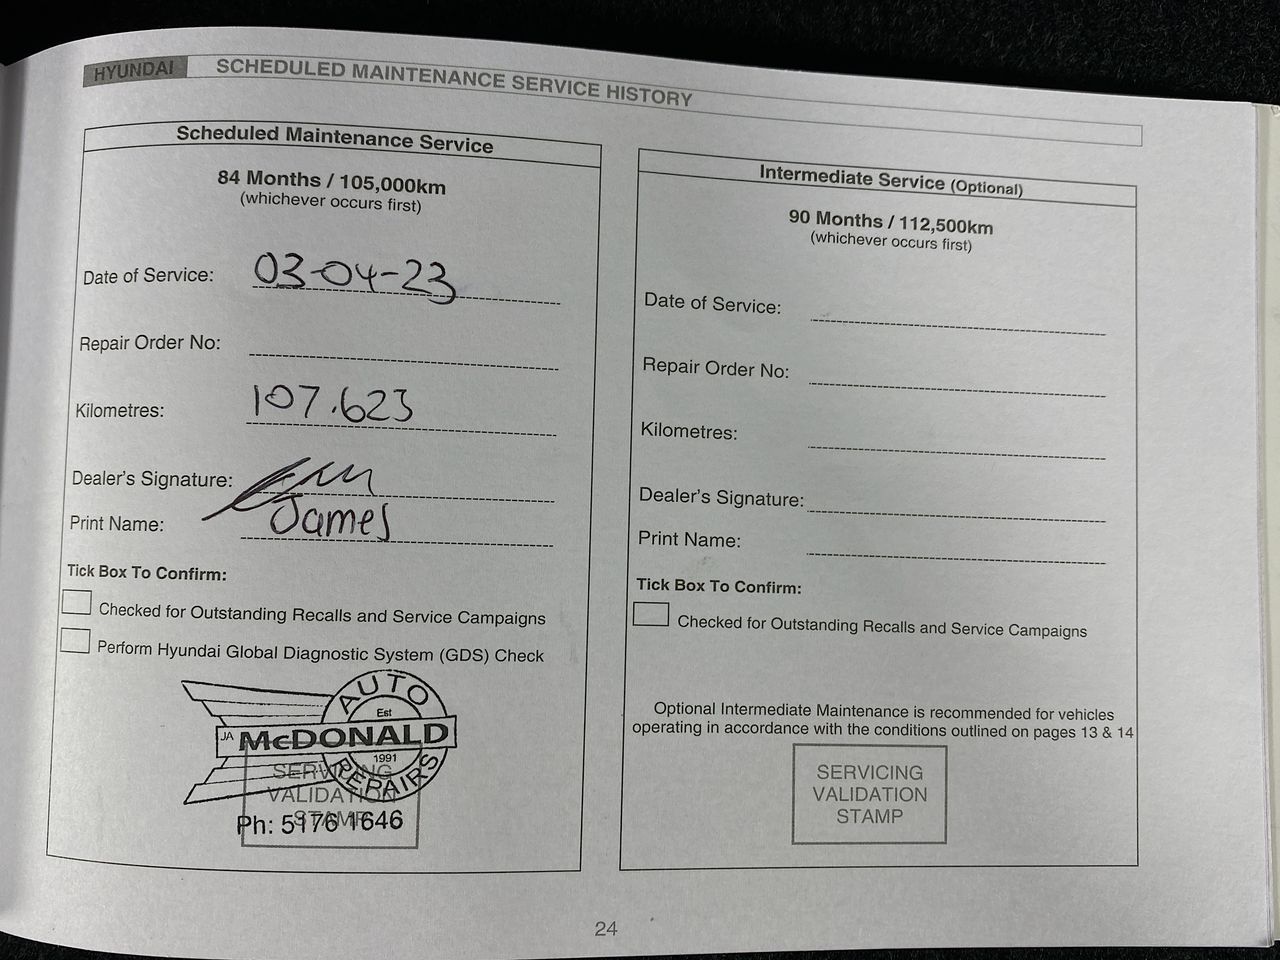 HYUNDAI SCHEDULED MAINTENANCE SERVICE HISTORY
Scheduled Maintenance Service
84 Months / 105,000km
(whichever occurs first)
Date of Service: 03-04-23
Repair Order No:
Kilometres: 107.623
Dealer's Signature:
Print Name: James
Tick Box To Confirm:
Checked for Outstanding Recalls and Service Campaigns
Perform Hyundai Global Diagnostic System (GDS) Check
AUTO
Est
JA McDONALD
1991
REPAIRS
SERVICING
VALIDATION
STAMP
Ph: 5176 1646
Intermediate Service (Optional)
90 Months / 112,500km
(whichever occurs first)
Date of Service:
Repair Order No:
Kilometres:
Dealer's Signature:
Print Name:
Tick Box To Confirm:
Checked for Outstanding Recalls and Service Campaigns
Optional Intermediate Maintenance is recommended for vehicles
operating in accordance with the conditions outlined on pages 13 & 14
SERVICING
VALIDATION
STAMP
24